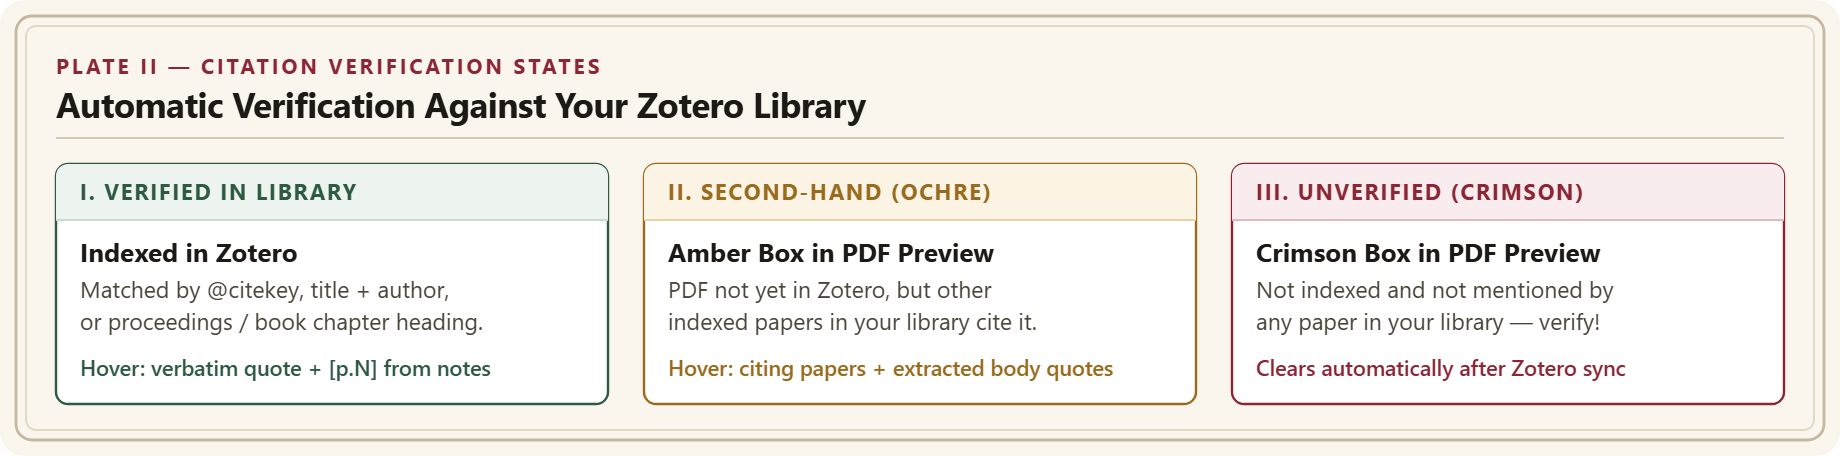 PLATE II — CITATION VERIFICATION STATES
Automatic Verification Against Your Zotero Library
I. VERIFIED IN LIBRARY
Indexed in Zotero
Matched by @citekey, title + author,
or proceedings / book chapter heading.
Hover: verbatim quote + [p.N] from notes
II. SECOND-HAND (OCHRE)
Amber Box in PDF Preview
PDF not yet in Zotero, but other
indexed papers in your library cite it.
Hover: citing papers + extracted body quotes
III. UNVERIFIED (CRIMSON)
Crimson Box in PDF Preview
Not indexed and not mentioned by
any paper in your library — verify!
Clears automatically after Zotero sync